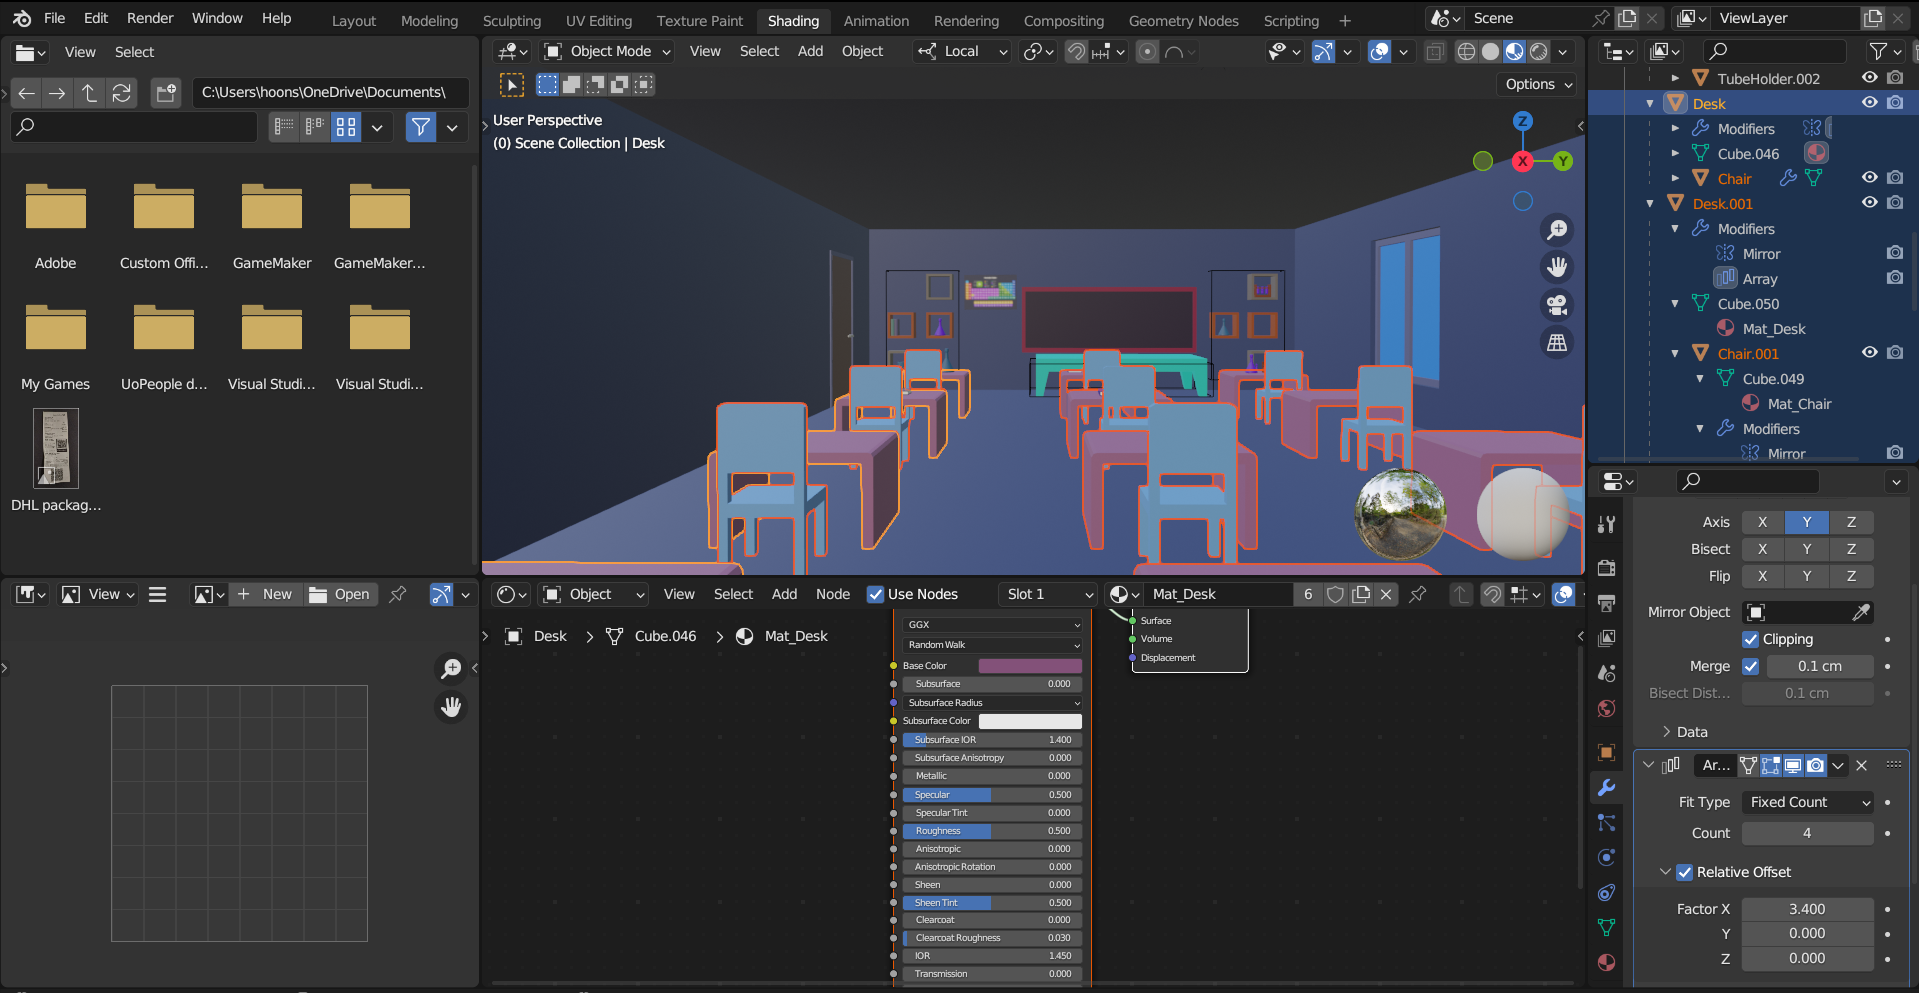 File Edit Render Window Help Layout Modeling Sculpting UV Editing Texture Paint Shading Animation Rendering Compositing Geometry Nodes Scripting + Scene ViewLayer
View Select
C:\Users\hoons\OneDrive\Documents\
Adobe Custom Offi... GameMaker GameMaker...
My Games UoPeople d... Visual Studi... Visual Studi...
DHL packag...
Object Mode View Select Add Object Local
Options
User Perspective
(0) Scene Collection | Desk
Z
X
Y
TubeHolder.002
Desk
Modifiers
Cube.046
Chair
Desk.001
Modifiers
Mirror
Array
Cube.050
Mat_Desk
Chair.001
Cube.049
Mat_Chair
Modifiers
Mirror
Axis X Y Z
Bisect X Y Z
Flip X Y Z
Mirror Object
Clipping
Merge 0.1 cm
Bisect Dist... 0.1 cm
Data
Ar...
Fit Type Fixed Count
Count 4
Relative Offset
Factor X 3.400
Y 0.000
Z 0.000
View + New Open
Object View Select Add Node Use Nodes Slot 1 Mat_Desk 6
Desk > Cube.046 > Mat_Desk
GGX
Random Walk
Base Color
Subsurface 0.000
Subsurface Radius
Subsurface Color
Subsurface IOR 1.400
Subsurface Anisotropy 0.000
Metallic 0.000
Specular 0.500
Specular Tint 0.000
Roughness 0.500
Anisotropic 0.000
Anisotropic Rotation 0.000
Sheen 0.000
Sheen Tint 0.500
Clearcoat 0.000
Clearcoat Roughness 0.030
IOR 1.450
Transmission 0.000
Surface
Volume
Displacement